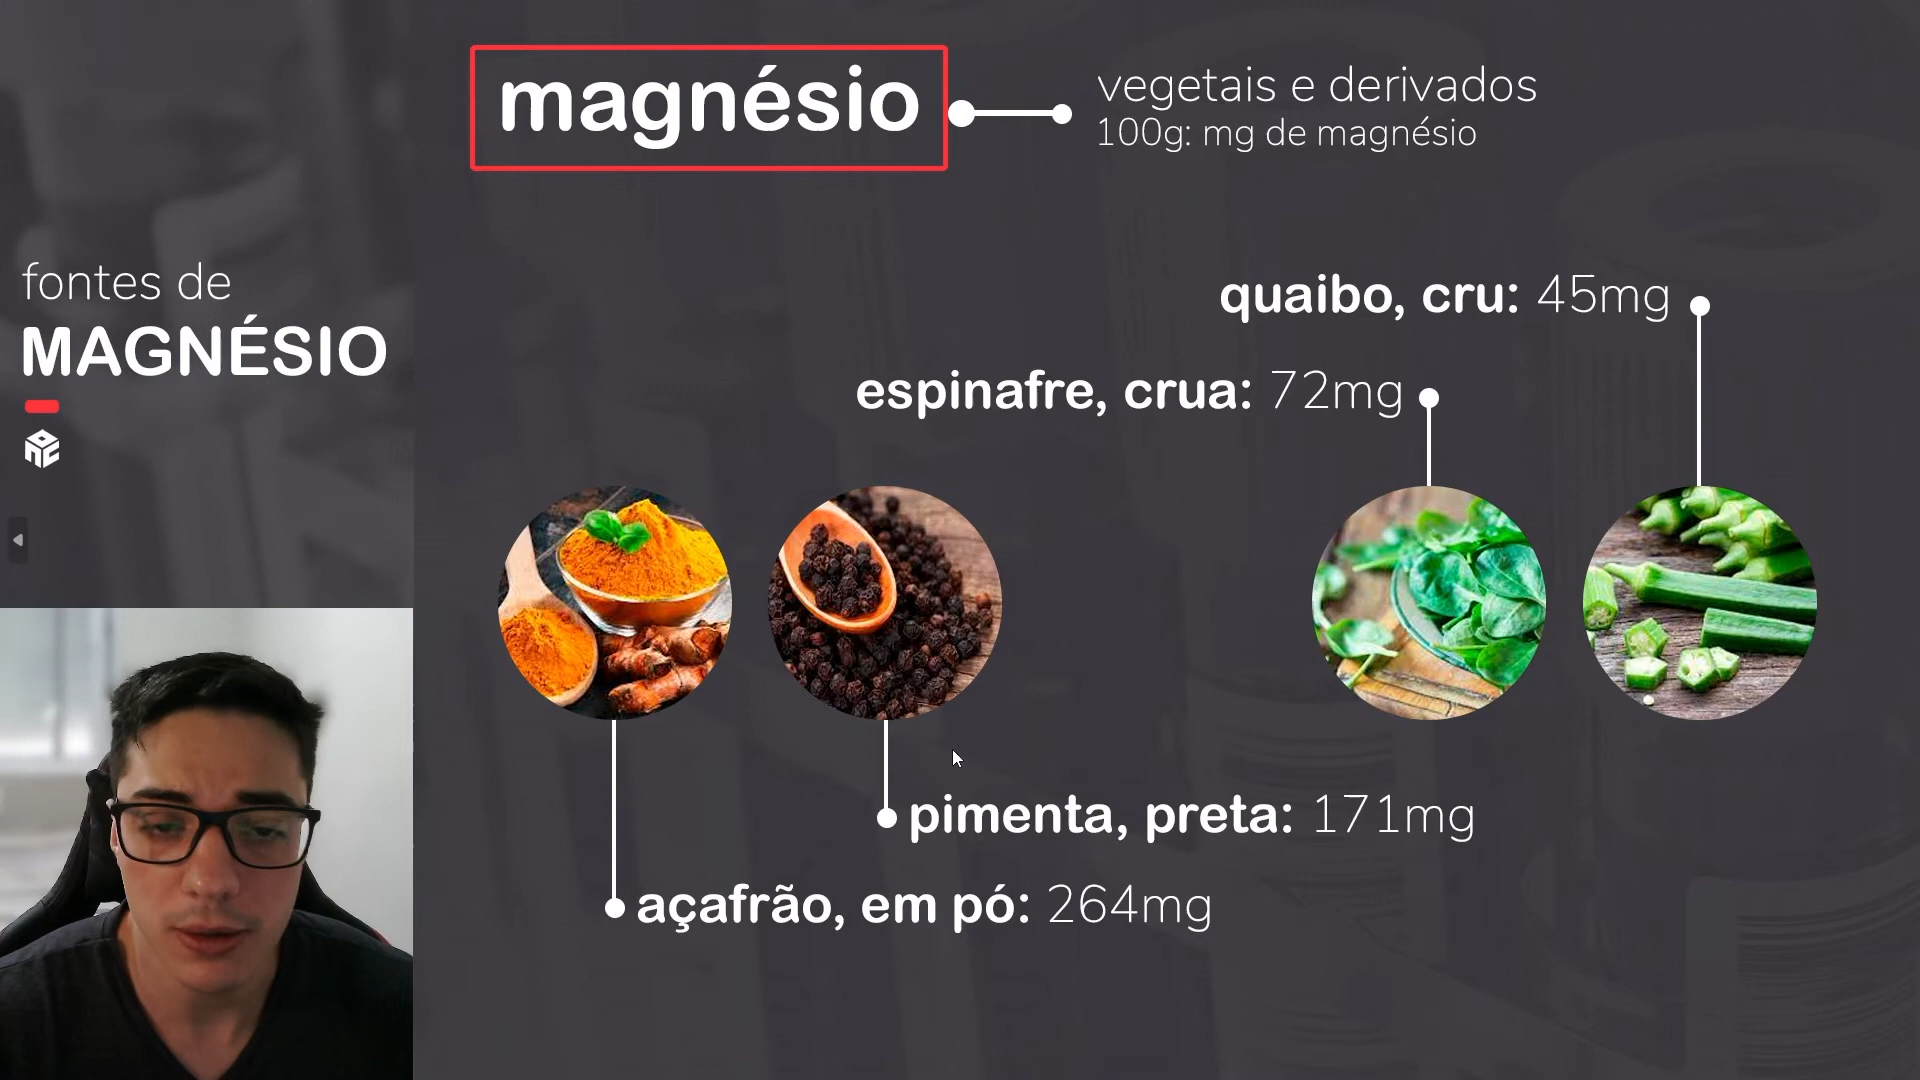 magnésio
vegetais e derivados
100g: mg de magnésio
fontes de
MAGNÉSIO
quaibo, cru: 45mg
espinafre, crua: 72mg
pimenta, preta: 171mg
açafrão, em pó: 264mg